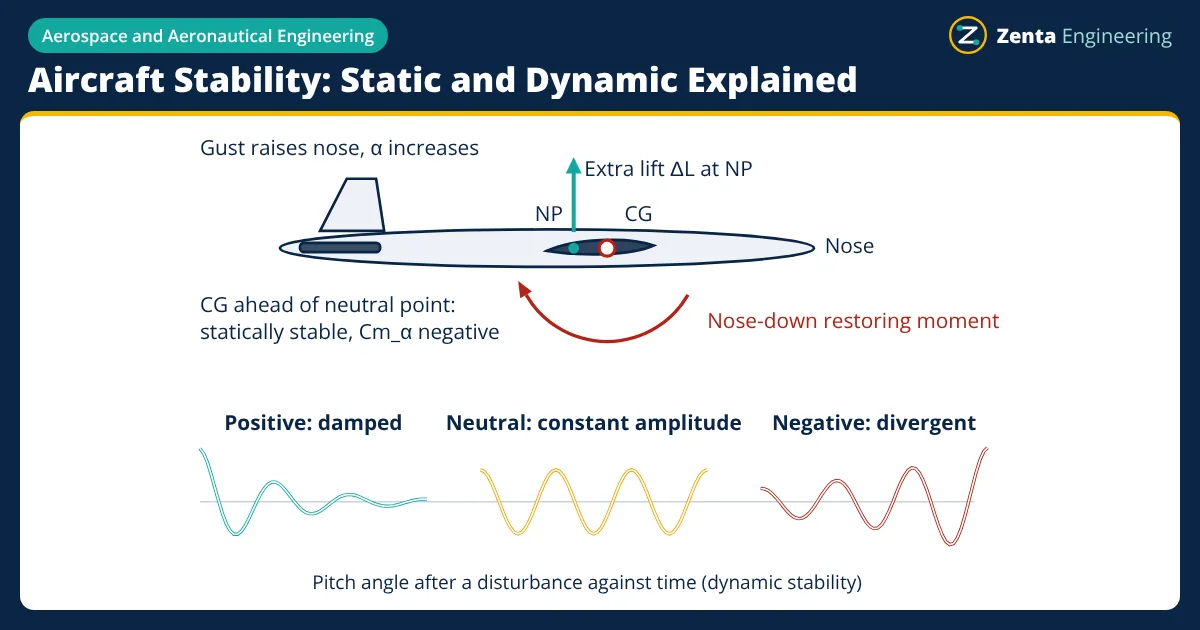 Aerospace and Aeronautical Engineering
Z Zenta Engineering
Aircraft Stability: Static and Dynamic Explained
Gust raises nose, α increases
Extra lift ΔL at NP
NP
CG
Nose
CG ahead of neutral point:
statically stable, Cm_α negative
Nose-down restoring moment
Positive: damped
Neutral: constant amplitude
Negative: divergent
Pitch angle after a disturbance against time (dynamic stability)